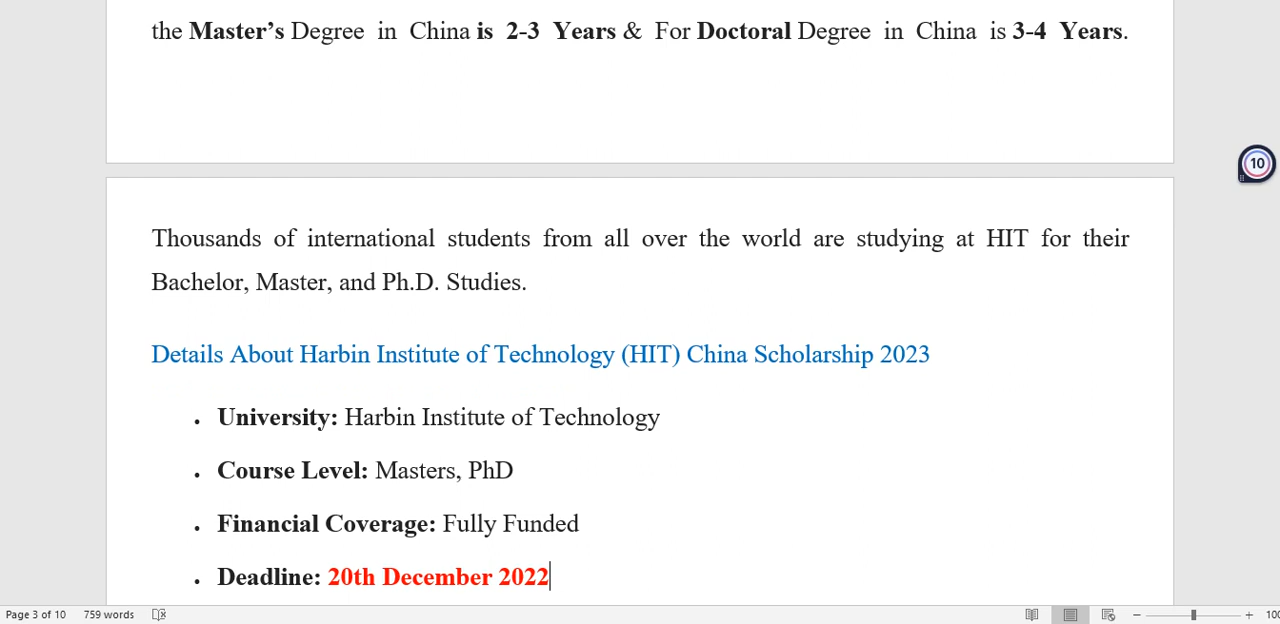 the Master’s Degree in China is 2-3 Years & For Doctoral Degree in China is 3-4 Years.
10
Thousands of international students from all over the world are studying at HIT for their
Bachelor, Master, and Ph.D. Studies.
Details About Harbin Institute of Technology (HIT) China Scholarship 2023
• University: Harbin Institute of Technology
• Course Level: Masters, PhD
• Financial Coverage: Fully Funded
• Deadline: 20th December 2022
Page 3 of 10 759 words - + 100